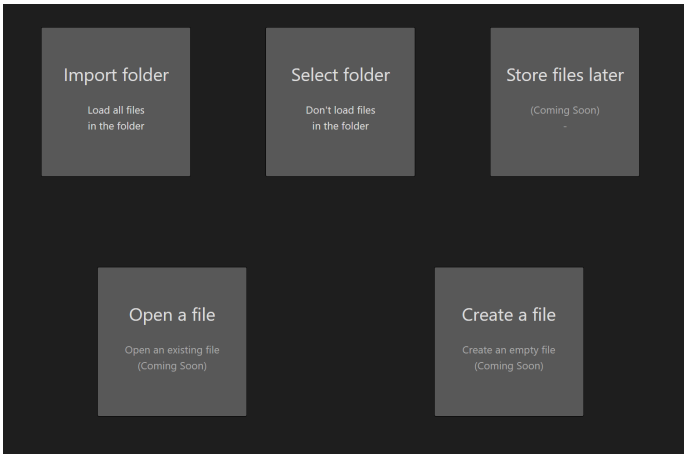 Import folder
Load all files
in the folder
Select folder
Don't load files
in the folder
Store files later
(Coming Soon)
-
Open a file
Open an existing file
(Coming Soon)
Create a file
Create an empty file
(Coming Soon)